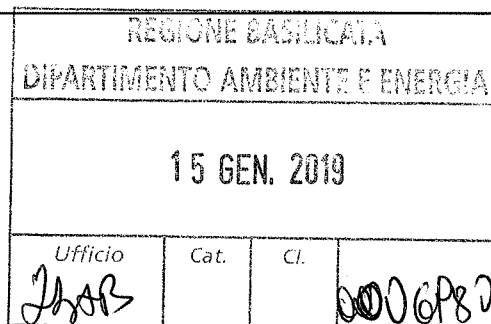 REGIONE BASILICATA
DIPARTIMENTO AMBIENTE E ENERGIA
15 GEN. 2019
Ufficio Cat. Cl.